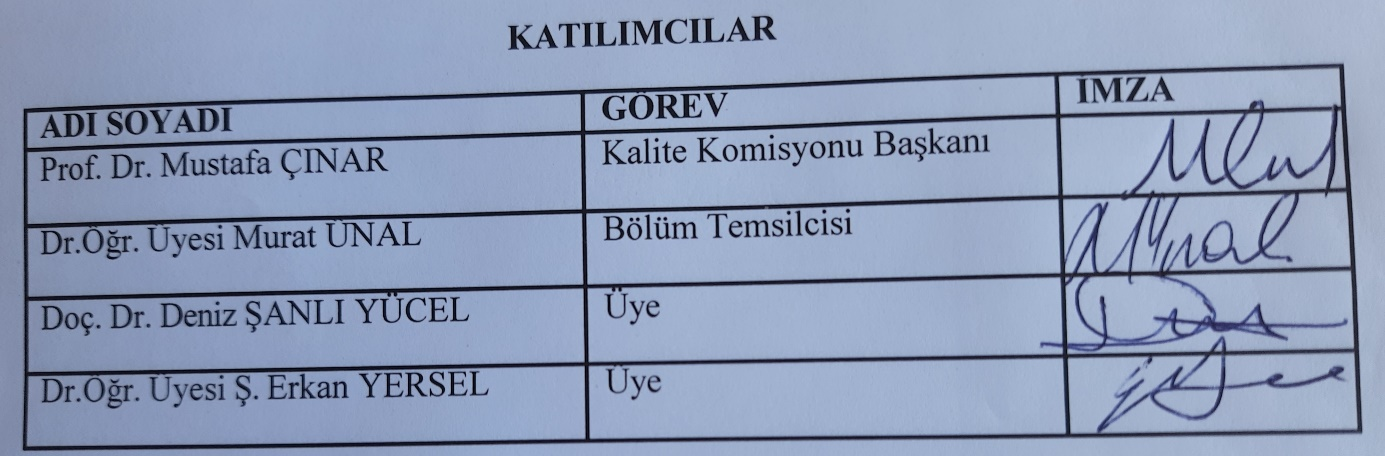 KATILIMCILAR
ADI SOYADI GÖREV İMZA
Prof. Dr. Mustafa ÇINAR Kalite Komisyonu Başkanı
Dr.Öğr. Üyesi Murat ÜNAL Bölüm Temsilcisi
Doç. Dr. Deniz ŞANLI YÜCEL Üye
Dr.Öğr. Üyesi Ş. Erkan YERSEL Üye